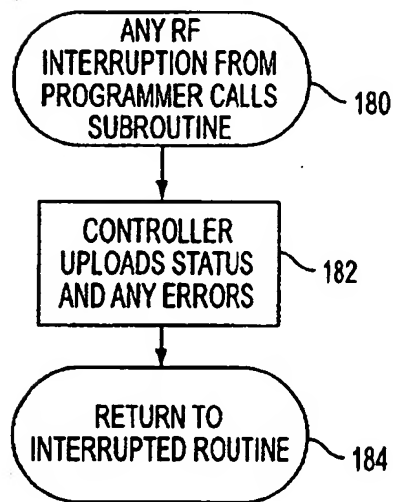 ANY RF
INTERRUPTION FROM
PROGRAMMER CALLS
SUBROUTINE
180
CONTROLLER
UPLOADS STATUS
AND ANY ERRORS
182
RETURN TO
INTERRUPTED ROUTINE
184